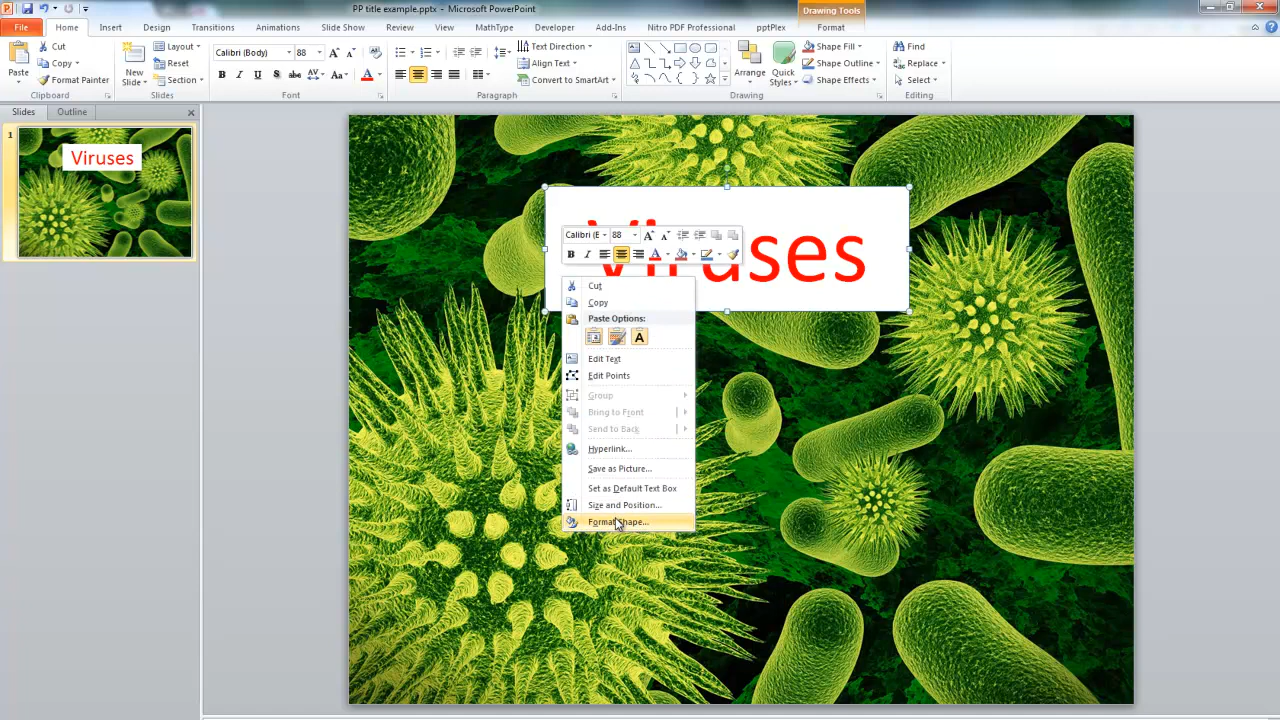 PP title example.pptx - Microsoft PowerPoint
Drawing Tools
File Home Insert Design Transitions Animations Slide Show Review View Developer Add-Ins Nitro PDF Professional MathType pptPlex Format
Paste
Cut
Copy
Format Painter
Clipboard
New Slide
Layout
Reset
Section
Slides
Calibri (Body) 88
Font
Text Direction
Align Text
Convert to SmartArt
Paragraph
Arrange
Quick Styles
Shape Fill
Shape Outline
Shape Effects
Drawing
Find
Replace
Select
Editing
Slides Outline
1
Viruses
Viruses
Calibri (E 88
Cut
Copy
Paste Options:
Edit Text
Edit Points
Group
Bring to Front
Send to Back
Hyperlink...
Save as Picture...
Set as Default Text Box
Size and Position...
Format Shape...